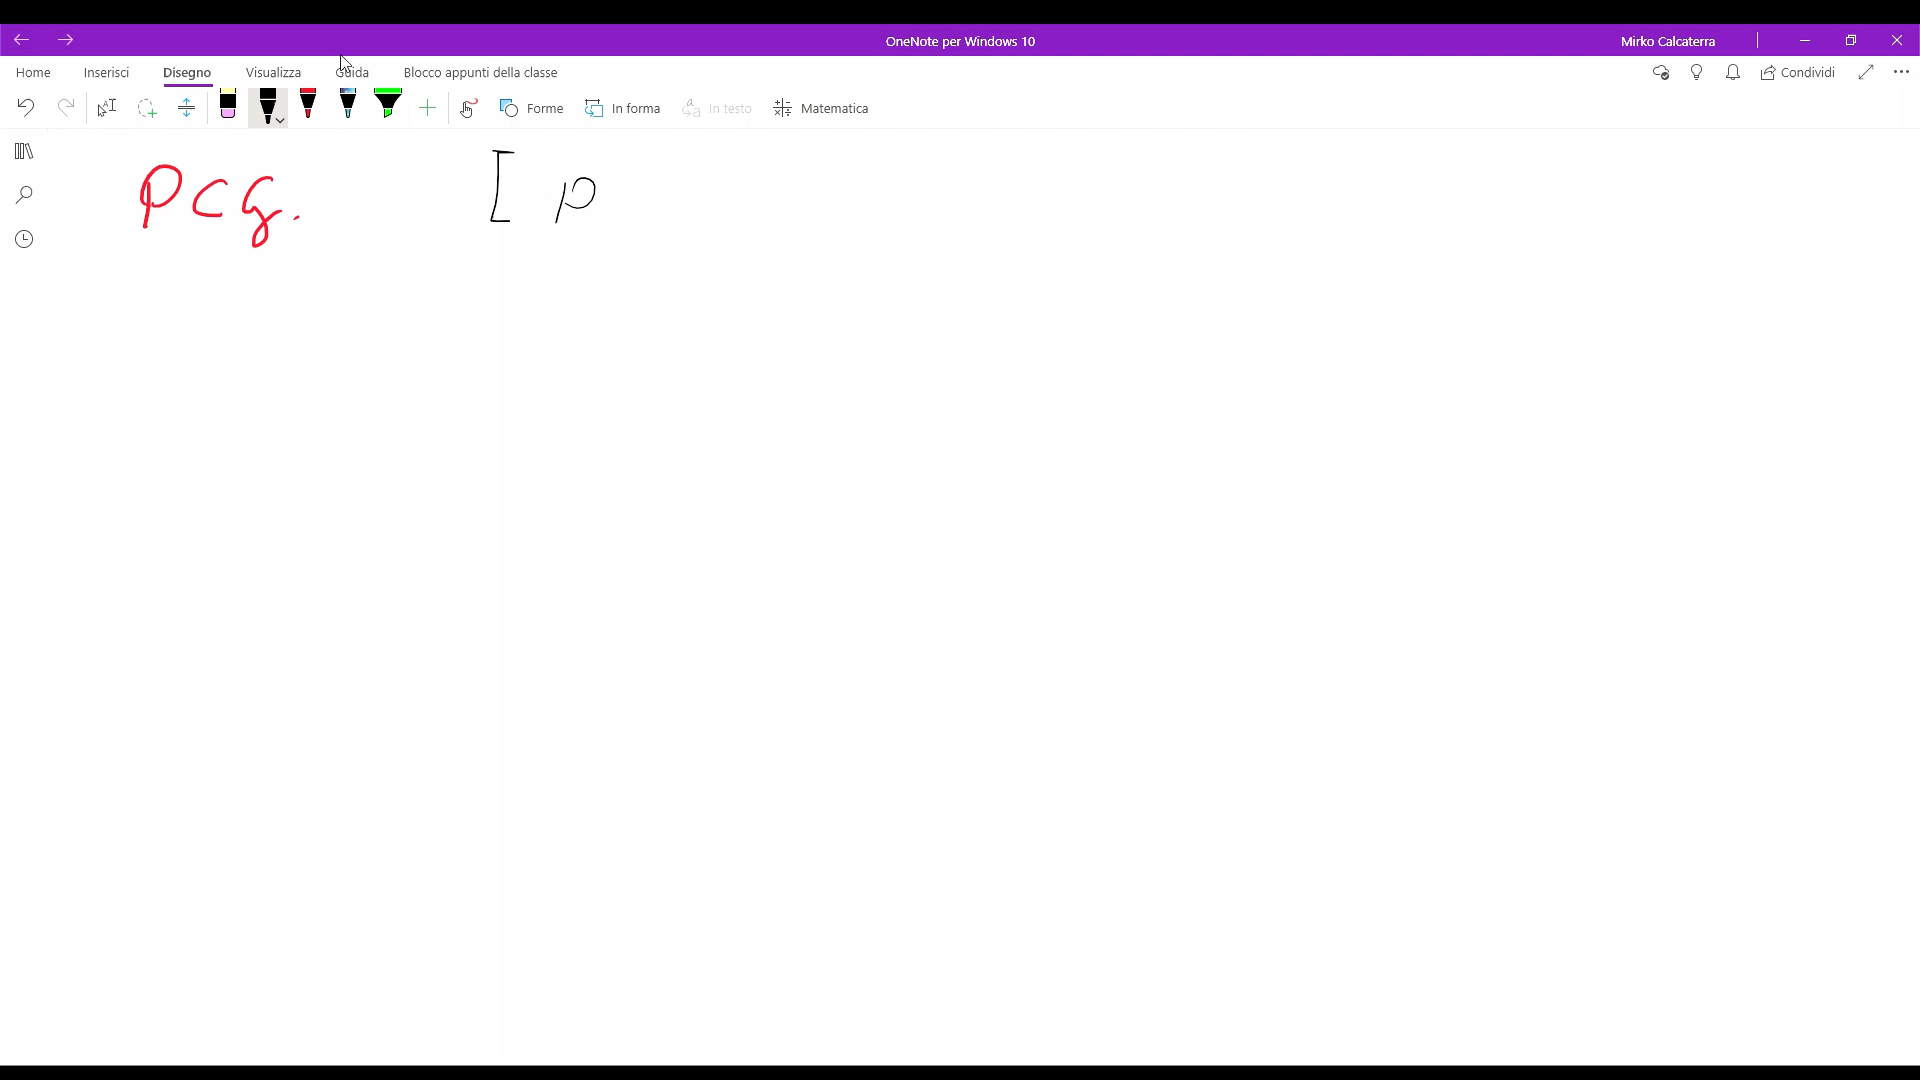 OneNote per Windows 10
Mirko Calcaterra
Home Inserisci Disegno Visualizza Guida Blocco appunti della classe
Condividi
Forme In forma In testo Matematica
PCG. [ p